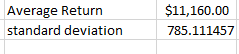 Average Return $11,160.00
standard deviation 785.111457